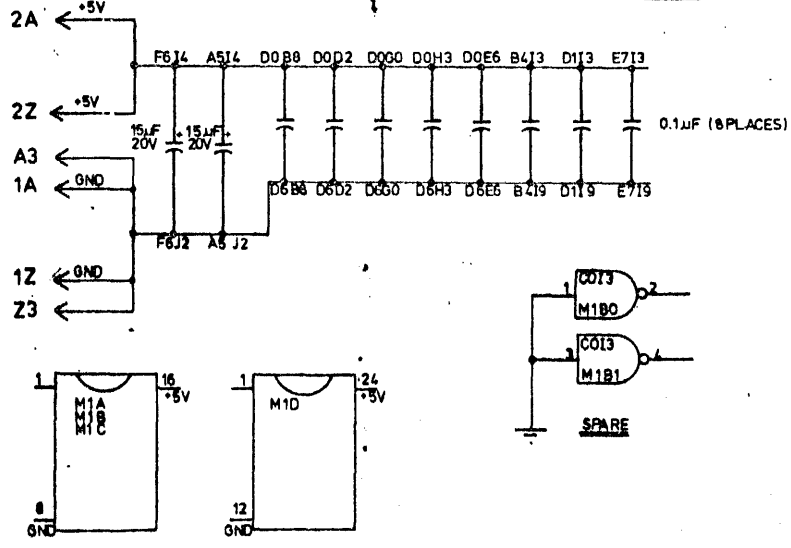 2A +5V
F6I4 A5I4 D0B8 D0D2 D0G0 D0H3 D0E6 B4I3 D1I3 E7I3
2Z +5V
15µF 20V + 15µF 20V +
0.1µF (8 PLACES)
A3
1A GND
D6B8 D6D2 D6G0 D6H3 D6E6 B4I9 D1I9 E7I9
F6J2 A5J2
1Z GND
Z3
1 C0I3 2
M1B0
3 C0I3 4
M1B1
SPARE
1 16
+5V
M1A
M1B
M1C
8
GND
1 24
+5V
M1D
12
GND